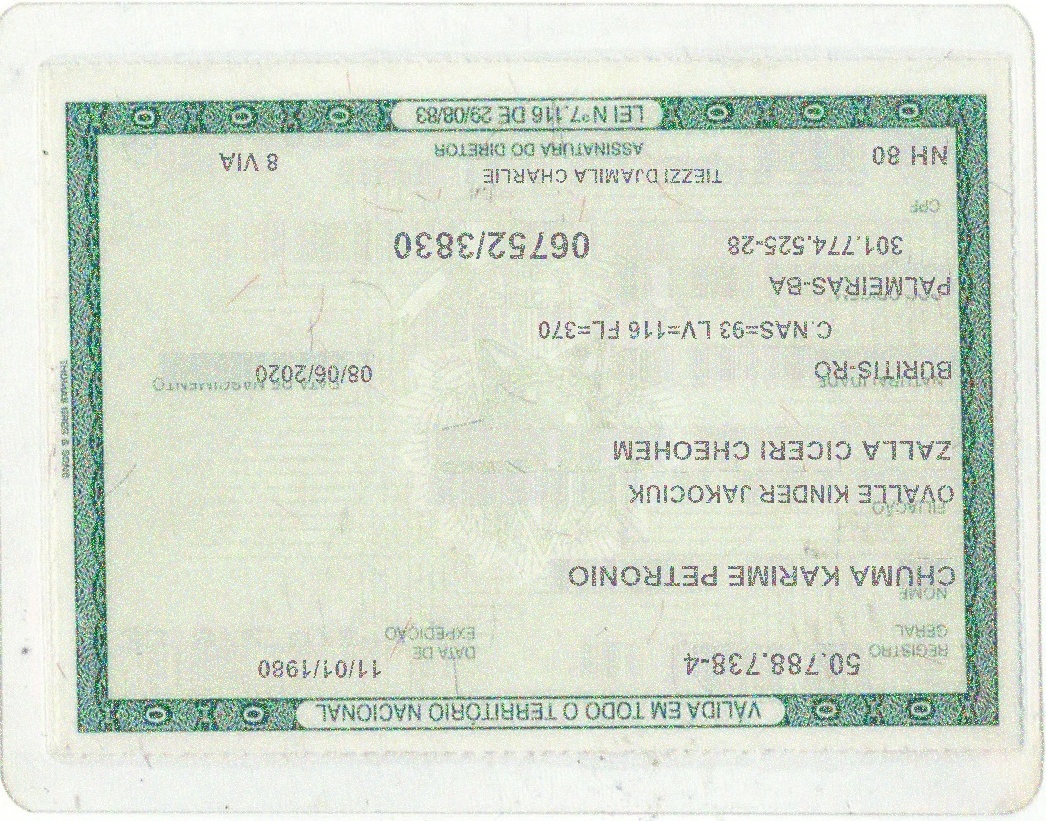 VÁLIDA EM TODO O TERRITÓRIO NACIONAL
REGISTRO GERAL 50.788.738-4 DATA DE EXPEDIÇÃO 11/01/1980
NOME
CHUMA KARIME PETRONIO
FILIAÇÃO
OVALLE KINDER JAKOCIUK
ZALLA CICERI CHEOHEM
NATURALIDADE DATA DE NASCIMENTO
BURITIS-RO 08/06/2020
C.NAS=93 LV=116 FL=370
DOC ORIGEM
PALMEIRAS-BA
301.774.525-28 06752/3830
CPF
TIEZZI DJAMILA CHARLIE
NH 80 ASSINATURA DO DIRETOR 8 VIA
LEI Nº 7.116 DE 29/08/83
THOMAS GREG & SONS